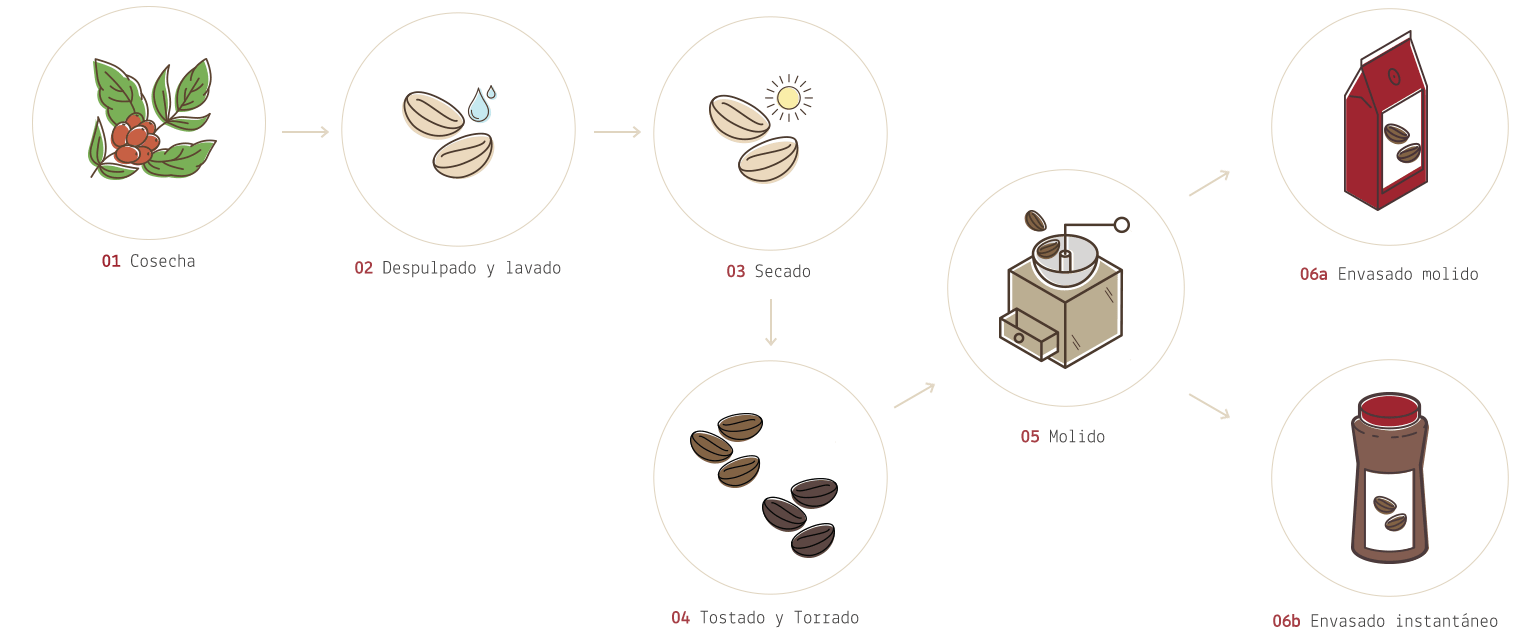 01 Cosecha
02 Despulpado y lavado
03 Secado
04 Tostado y Torrado
05 Molido
06a Envasado molido
06b Envasado instantáneo